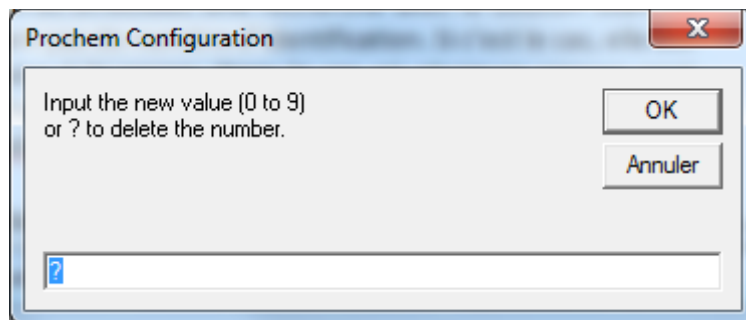 Prochem Configuration
Input the new value (0 to 9)
or ? to delete the number.
OK
Annuler
?